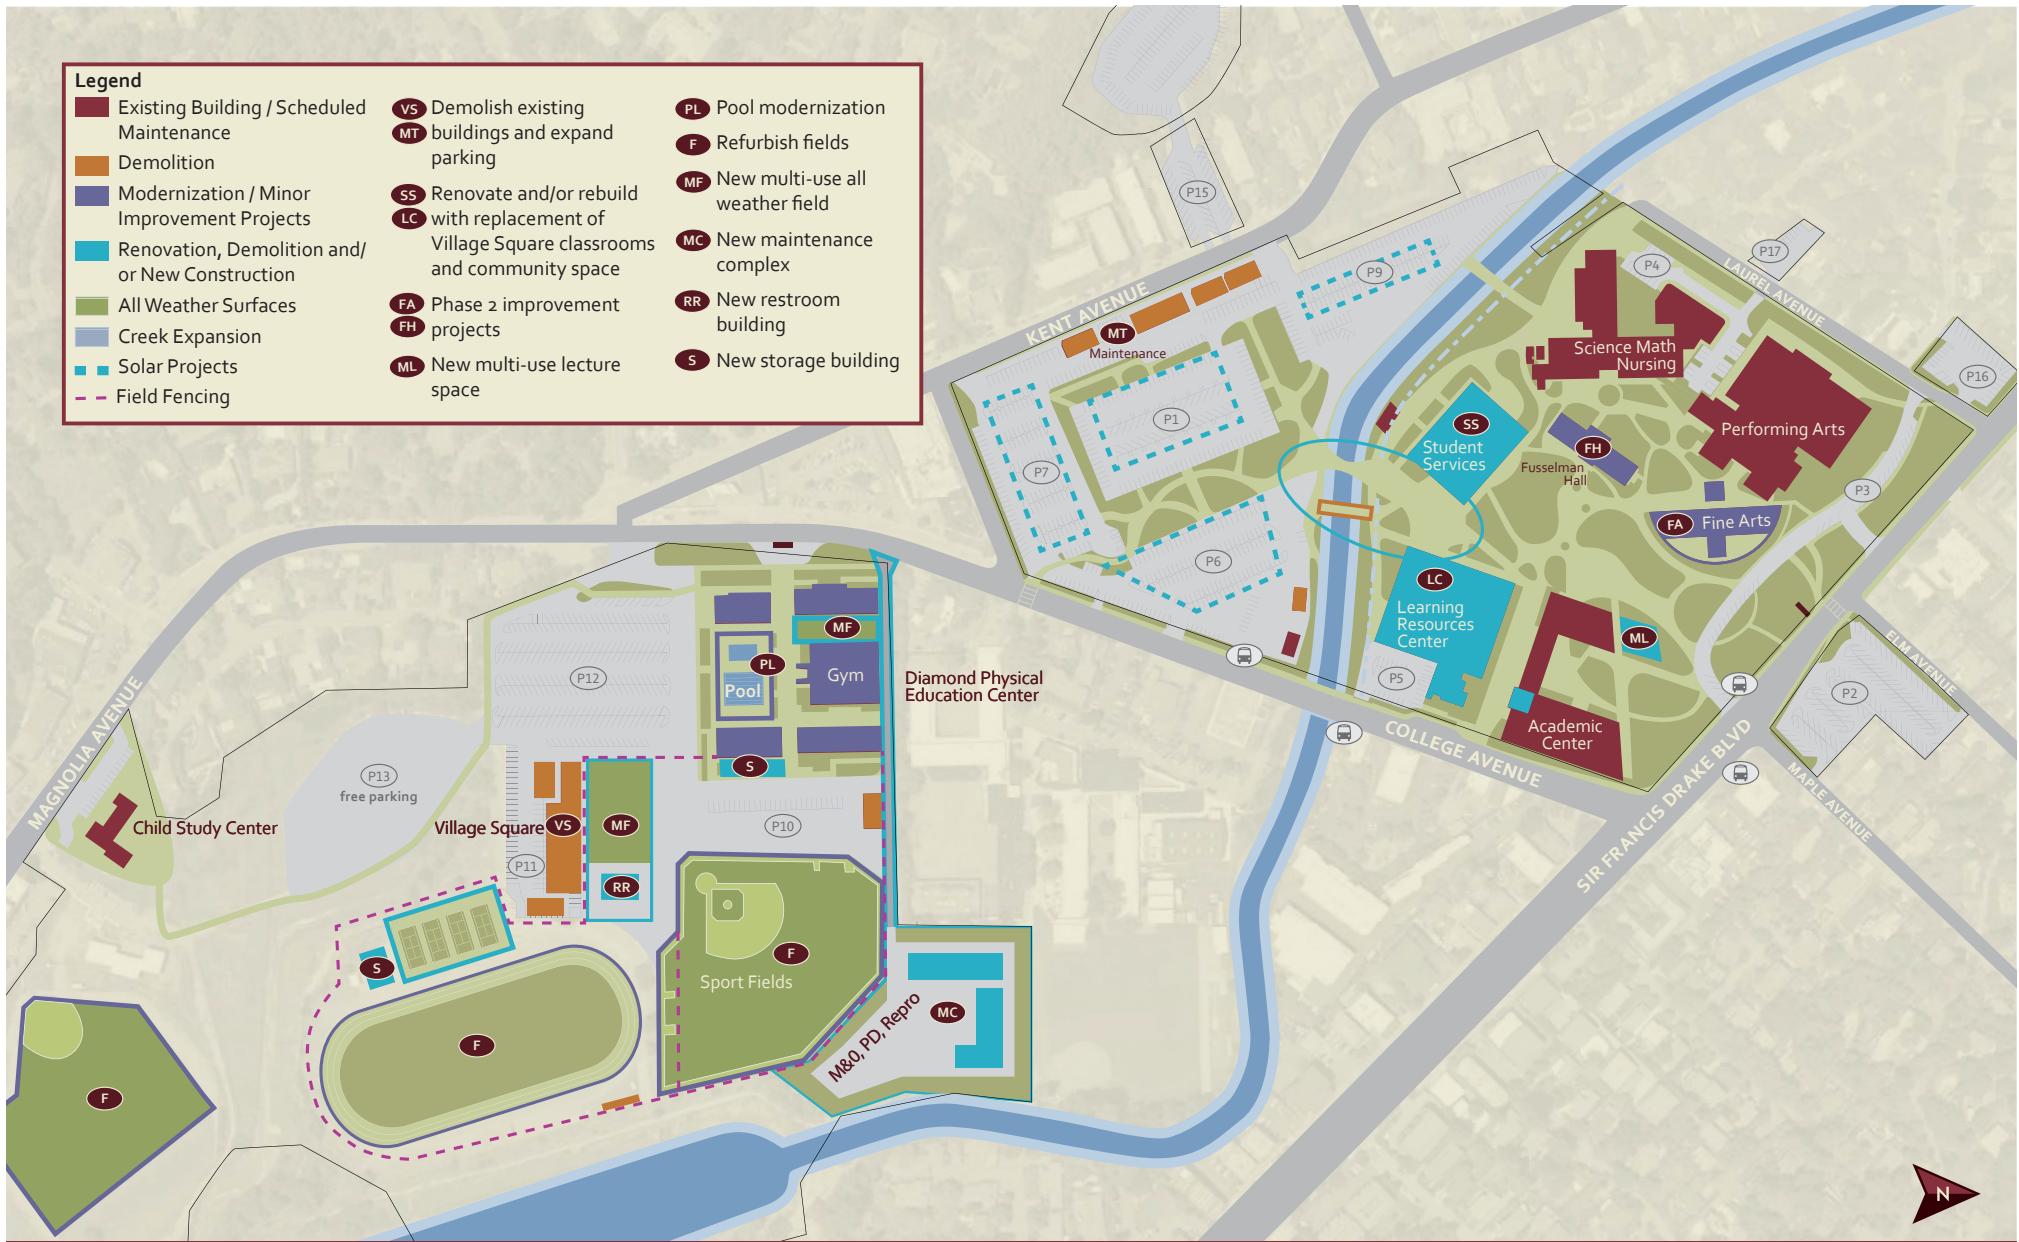 Legend
Existing Building / Scheduled
Maintenance
Demolition
Modernization / Minor
Improvement Projects
Renovation, Demolition and/
or New Construction
All Weather Surfaces
Creek Expansion
Solar Projects
Field Fencing
VS Demolish existing
MT buildings and expand
parking
SS Renovate and/or rebuild
LC with replacement of
Village Square classrooms
and community space
FA Phase 2 improvement
FH projects
ML New multi-use lecture
space
PL Pool modernization
F Refurbish fields
MF New multi-use all
weather field
MC New maintenance
complex
RR New restroom
building
S New storage building
P15
P17
P4
LAUREL AVENUE
P9
KENT AVENUE
MT
Maintenance
Science Math
Nursing
P16
P1
SS
Student
Services
FH
Fusselman
Hall
Performing Arts
P7
P3
FA Fine Arts
P6
LC
Learning
Resources
Center
ML
MF
PL
Pool
Gym
Diamond Physical
Education Center
P12
P5
P2
ELM AVENUE
Academic
Center
COLLEGE AVENUE
SIR FRANCIS DRAKE BLVD
MAPLE AVENUE
MAGNOLIA AVENUE
S
P13
free parking
Child Study Center
Village Square VS
MF
P10
P11
RR
S
F
Sport Fields
F
M&O, PD, Repro
MC
F
N